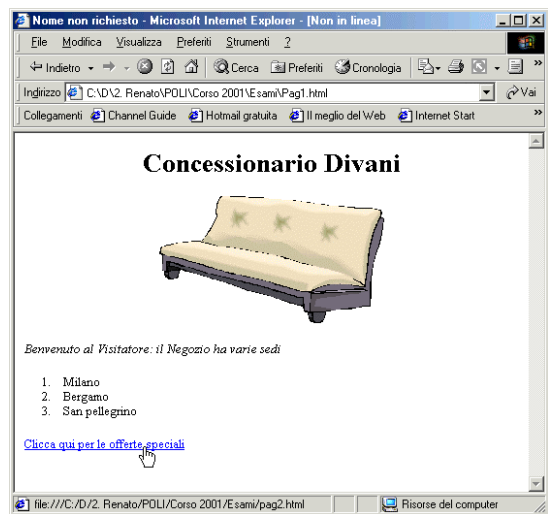 Nome non richiesto - Microsoft Internet Explorer - [Non in linea]
File Modifica Visualizza Preferiti Strumenti ?
Indietro Cerca Preferiti Cronologia »
Indirizzo C:\D\2. Renato\POLI\Corso 2001\Esami\Pag1.html Vai
Collegamenti Channel Guide Hotmail gratuita Il meglio del Web Internet Start »
Concessionario Divani
Benvenuto al Visitatore: il Negozio ha varie sedi
1. Milano
2. Bergamo
3. San pellegrino
Clicca qui per le offerte speciali
file:///C:/D/2. Renato/POLI/Corso 2001/Esami/pag2.html Risorse del computer